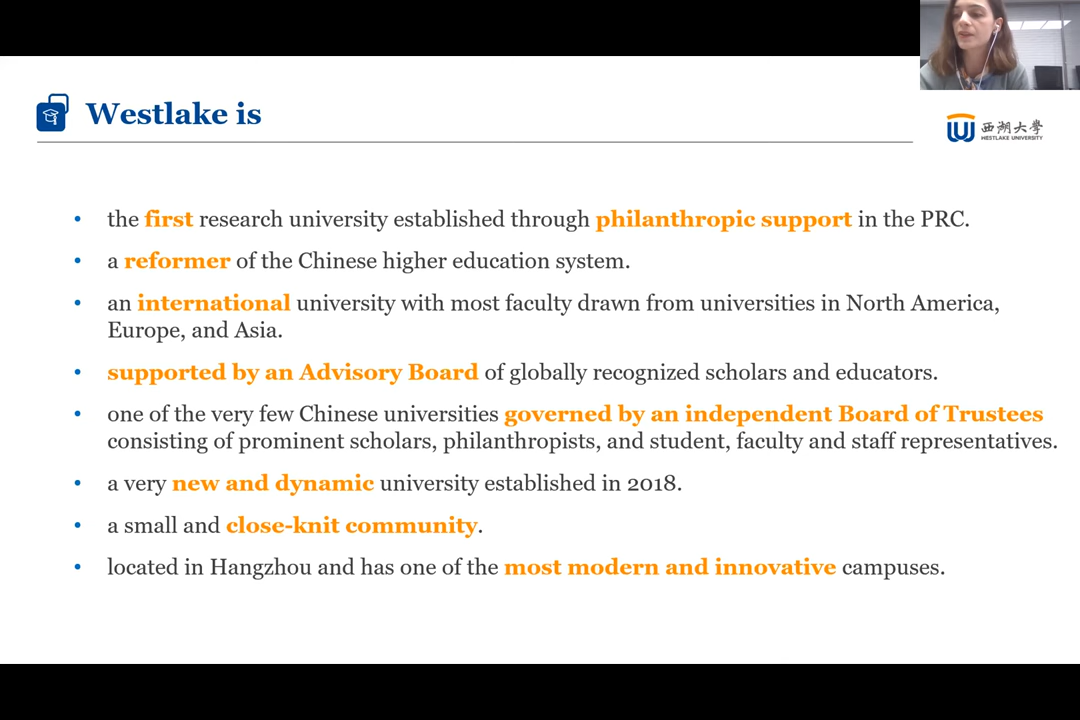 Westlake is
西湖大學
WESTLAKE UNIVERSITY
• the first research university established through philanthropic support in the PRC.
• a reformer of the Chinese higher education system.
• an international university with most faculty drawn from universities in North America,
Europe, and Asia.
• supported by an Advisory Board of globally recognized scholars and educators.
• one of the very few Chinese universities governed by an independent Board of Trustees
consisting of prominent scholars, philanthropists, and student, faculty and staff representatives.
• a very new and dynamic university established in 2018.
• a small and close-knit community.
• located in Hangzhou and has one of the most modern and innovative campuses.